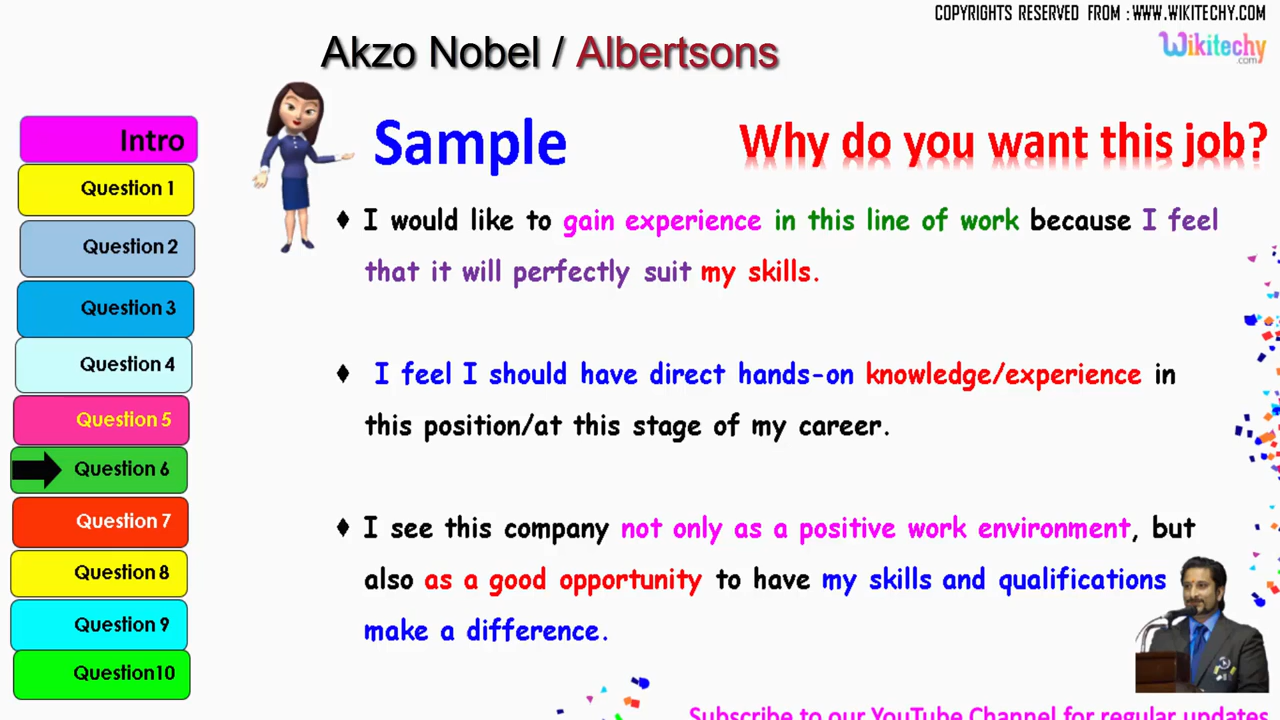 COPYRIGHTS RESERVED FROM : WWW.WIKITECHY.COM
Wikitechy
.com
Akzo Nobel / Albertsons
Sample
Why do you want this job?
Intro
Question 1
Question 2
Question 3
Question 4
Question 5
Question 6
Question 7
Question 8
Question 9
Question10
♦ I would like to gain experience in this line of work because I feel
that it will perfectly suit my skills.
♦ I feel I should have direct hands-on knowledge/experience in
this position/at this stage of my career.
♦ I see this company not only as a positive work environment, but
also as a good opportunity to have my skills and qualifications
make a difference.
Subscribe to our YouTube Channel for regular updates